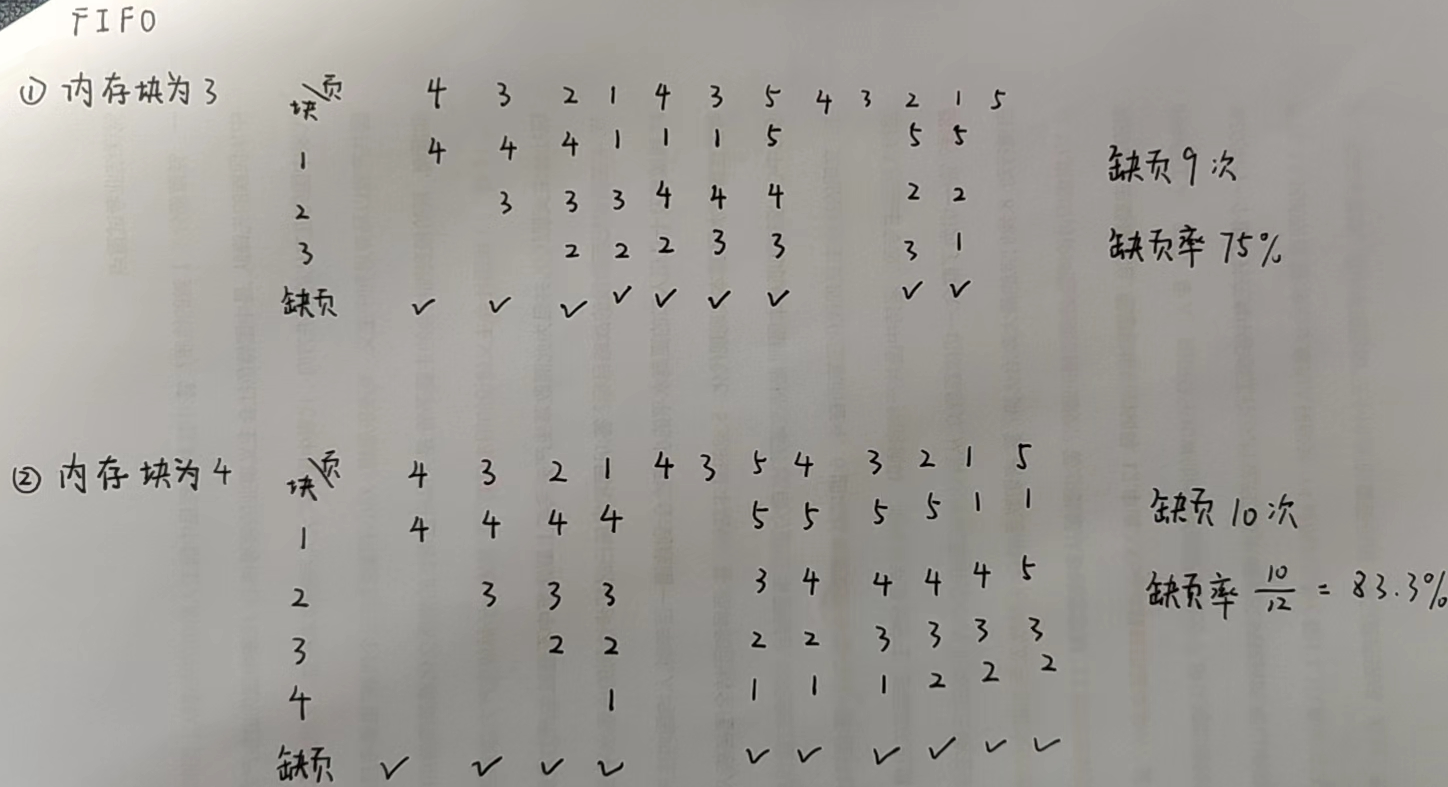 FIFO
① 内存块为3 块\页 4 3 2 1 4 3 5 4 3 2 1 5
1 4 4 4 1 1 1 5 5 5
缺页9次
2 3 3 3 4 4 4 2 2
3 2 2 2 3 3 3 1
缺页率 75%
缺页 ✓ ✓ ✓ ✓ ✓ ✓ ✓ ✓ ✓
② 内存块为4 块\页 4 3 2 1 4 3 5 4 3 2 1 5
1 4 4 4 4 5 5 5 5 1 1
缺页10次
2 3 3 3 3 4 4 4 4 5
缺页率 10/12 = 83.3%
3 2 2 2 2 3 3 3 3
4 1 1 1 1 2 2 2
缺页 ✓ ✓ ✓ ✓ ✓ ✓ ✓ ✓ ✓ ✓